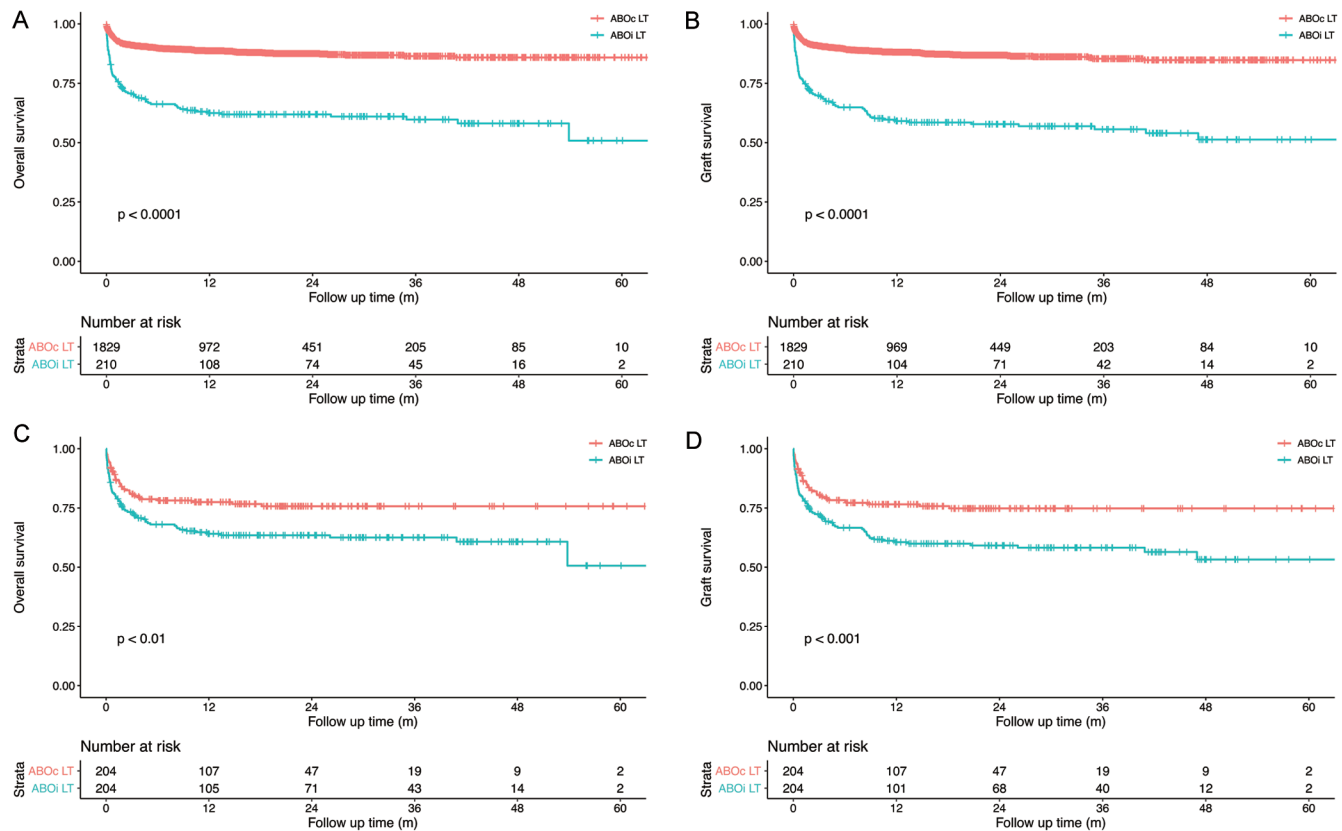 A
ABOc LT
ABOi LT
Overall survival
1.00
0.75
0.50
0.25
0.00
p < 0.0001
0 12 24 36 48 60
Follow up time (m)
Number at risk
Strata
ABOc LT 1829 972 451 205 85 10
ABOi LT 210 108 74 45 16 2
0 12 24 36 48 60
Follow up time (m)
B
ABOc LT
ABOi LT
Graft survival
1.00
0.75
0.50
0.25
0.00
p < 0.0001
0 12 24 36 48 60
Follow up time (m)
Number at risk
Strata
ABOc LT 1829 969 449 203 84 10
ABOi LT 210 104 71 42 14 2
0 12 24 36 48 60
Follow up time (m)
C
ABOc LT
ABOi LT
Overall survival
1.00
0.75
0.50
0.25
0.00
p < 0.01
0 12 24 36 48 60
Follow up time (m)
Number at risk
Strata
ABOc LT 204 107 47 19 9 2
ABOi LT 204 105 71 43 14 2
0 12 24 36 48 60
Follow up time (m)
D
ABOc LT
ABOi LT
Graft survival
1.00
0.75
0.50
0.25
0.00
p < 0.001
0 12 24 36 48 60
Follow up time (m)
Number at risk
Strata
ABOc LT 204 107 47 19 9 2
ABOi LT 204 101 68 40 12 2
0 12 24 36 48 60
Follow up time (m)